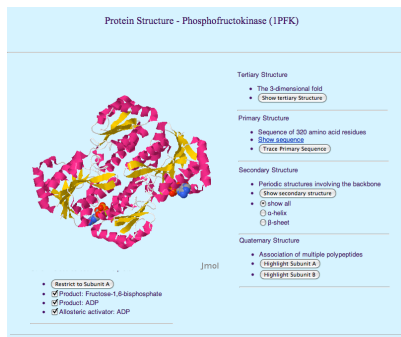 Protein Structure - Phosphofructokinase (1PFK)
Tertiary Structure
The 3-dimensional fold
Show tertiary Structure
Primary Structure
Sequence of 320 amino acid residues
Show sequence
Trace Primary Sequence
Secondary Structure
Periodic structures involving the backbone
Show secondary structure
show all
α-helix
β-sheet
Quaternary Structure
Association of multiple polypeptides
Highlight Subunit A
Highlight Subunit B
Jmol
Restrict to Subunit A
Product: Fructose-1,6-bisphosphate
Product: ADP
Allosteric activator: ADP